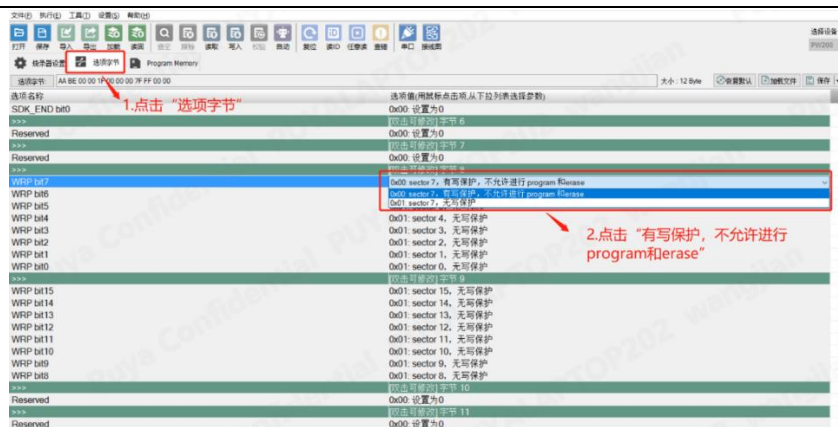 文件(F) 执行(E) 工具(T) 设置(S) 帮助(H)
打开 保存 导入 导出 加载 读回 查空 擦除 读取 写入 校验 自动 复位 读ID 任意读 查错 串口 接线图
选择设备
PW200
烧录器设置 选项字节 Program Memory
选项字节: AA BE 00 00 1F 00 00 00 7F FF 00 00
大小: 12 Byte 恢复默认 加载文件 保存
1.点击“选项字节”
选项名称 选项值(用鼠标点击项,从下拉列表选择参数)
SDK_END bit0 0x00: 设置为0
>>> [双击可修改] 字节 6
Reserved 0x00: 设置为0
>>> [双击可修改] 字节 7
Reserved 0x00: 设置为0
>>>
WRP bit7 0x00: sector 7，有写保护，不允许进行 program 和erase
WRP bit6 0x00: sector 7，有写保护，不允许进行 program 和erase
WRP bit5 0x01: sector 7，无写保护
WRP bit4 0x01: sector 4，无写保护
WRP bit3 0x01: sector 3，无写保护
WRP bit2 0x01: sector 2，无写保护
WRP bit1 0x01: sector 1，无写保护
WRP bit0 0x01: sector 0，无写保护
2.点击“有写保护，不允许进行
program和erase”
>>> [双击可修改] 字节 9
WRP bit15 0x01: sector 15，无写保护
WRP bit14 0x01: sector 14，无写保护
WRP bit13 0x01: sector 13，无写保护
WRP bit12 0x01: sector 12，无写保护
WRP bit11 0x01: sector 11，无写保护
WRP bit10 0x01: sector 10，无写保护
WRP bit9 0x01: sector 9，无写保护
WRP bit8 0x01: sector 8，无写保护
>>> [双击可修改] 字节 10
Reserved 0x00: 设置为0
>>> [双击可修改] 字节 11
Reserved 0x00: 设置为0